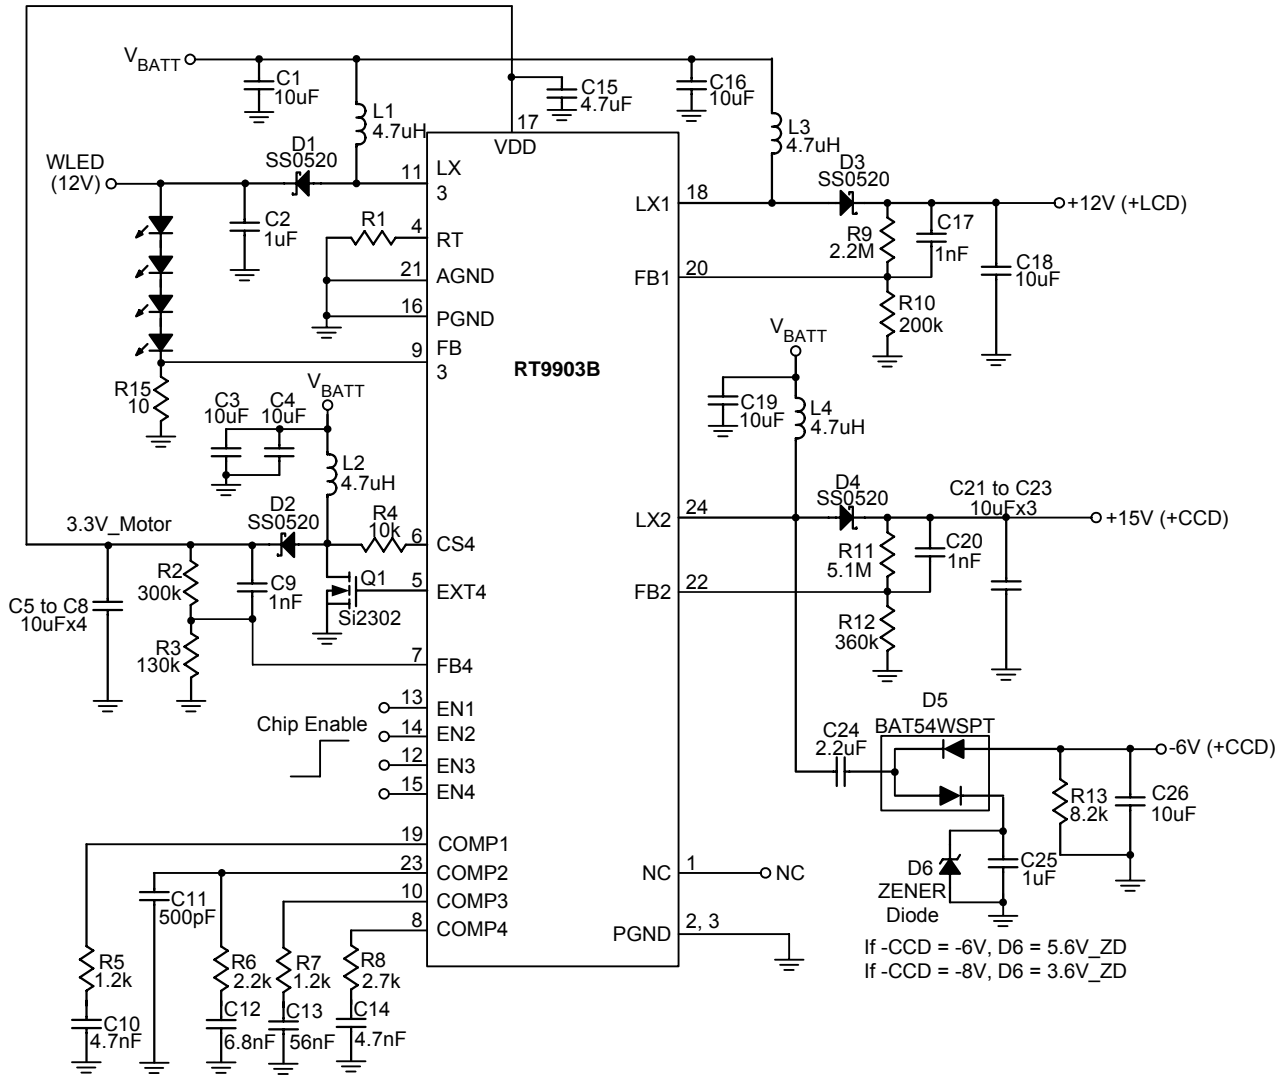 V_BATT
C1
10uF
L1
4.7uH
C15
4.7uF
C16
10uF
L3
4.7uH
17
VDD
D1
SS0520
WLED
(12V)
11
LX
3
C2
1uF
R1
4
RT
21
AGND
16
PGND
9
FB
3
R15
10
RT9903B
LX1
18
D3
SS0520
+12V (+LCD)
R9
2.2M
C17
1nF
C18
10uF
FB1
20
R10
200k
V_BATT
C3
10uF
C4
10uF
L2
4.7uH
V_BATT
C19
10uF
L4
4.7uH
3.3V_Motor
D2
SS0520
R4
10k
6
CS4
R2
300k
C9
1nF
Q1
Si2302
5
EXT4
C5 to C8
10uFx4
R3
130k
7
FB4
LX2
24
D4
SS0520
C21 to C23
10uFx3
+15V (+CCD)
R11
5.1M
C20
1nF
FB2
22
R12
360k
Chip Enable
13
EN1
14
EN2
12
EN3
15
EN4
D5
BAT54WSPT
C24
2.2uF
-6V (+CCD)
R13
8.2k
C26
10uF
D6
ZENER
Diode
C25
1uF
19
COMP1
23
COMP2
10
COMP3
8
COMP4
NC
1
NC
PGND
2, 3
C11
500pF
R5
1.2k
R6
2.2k
R7
1.2k
R8
2.7k
C10
4.7nF
C12
6.8nF
C13
56nF
C14
4.7nF
If -CCD = -6V, D6 = 5.6V_ZD
If -CCD = -8V, D6 = 3.6V_ZD